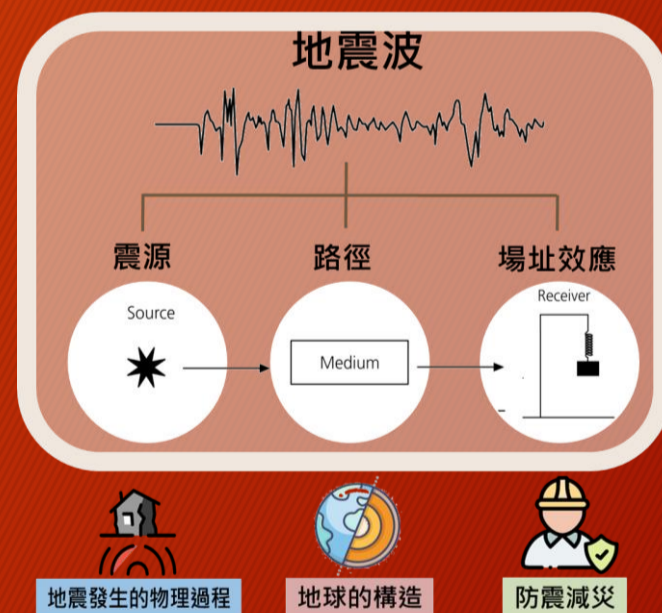 地震波
震源
路徑
場址效應
Source
Medium
Receiver
地震發生的物理過程
地球的構造
防震減災